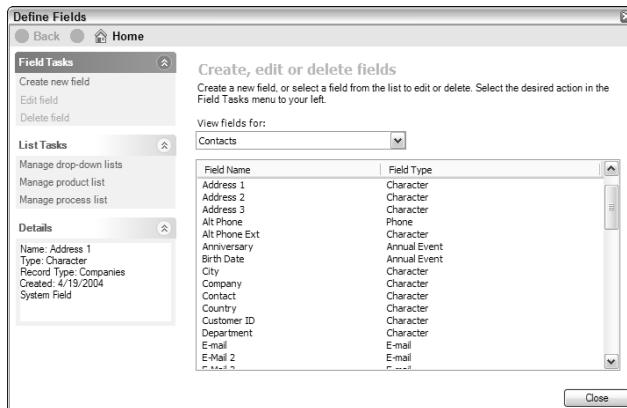 Define Fields
Back Home
Field Tasks
Create new field
Edit field
Delete field
List Tasks
Manage drop-down lists
Manage product list
Manage process list
Details
Name: Address 1
Type: Character
Record Type: Companies
Created: 4/19/2004
System Field
Create, edit or delete fields
Create a new field, or select a field from the list to edit or delete. Select the desired action in the
Field Tasks menu to your left.
View fields for:
Contacts
Field Name Field Type
Address 1 Character
Address 2 Character
Address 3 Character
Alt Phone Phone
Alt Phone Ext Character
Anniversary Annual Event
Birth Date Annual Event
City Character
Company Character
Contact Character
Country Character
Customer ID Character
Department Character
E-mail E-mail
E-Mail 2 E-mail
E-Mail 3 E-mail
Close